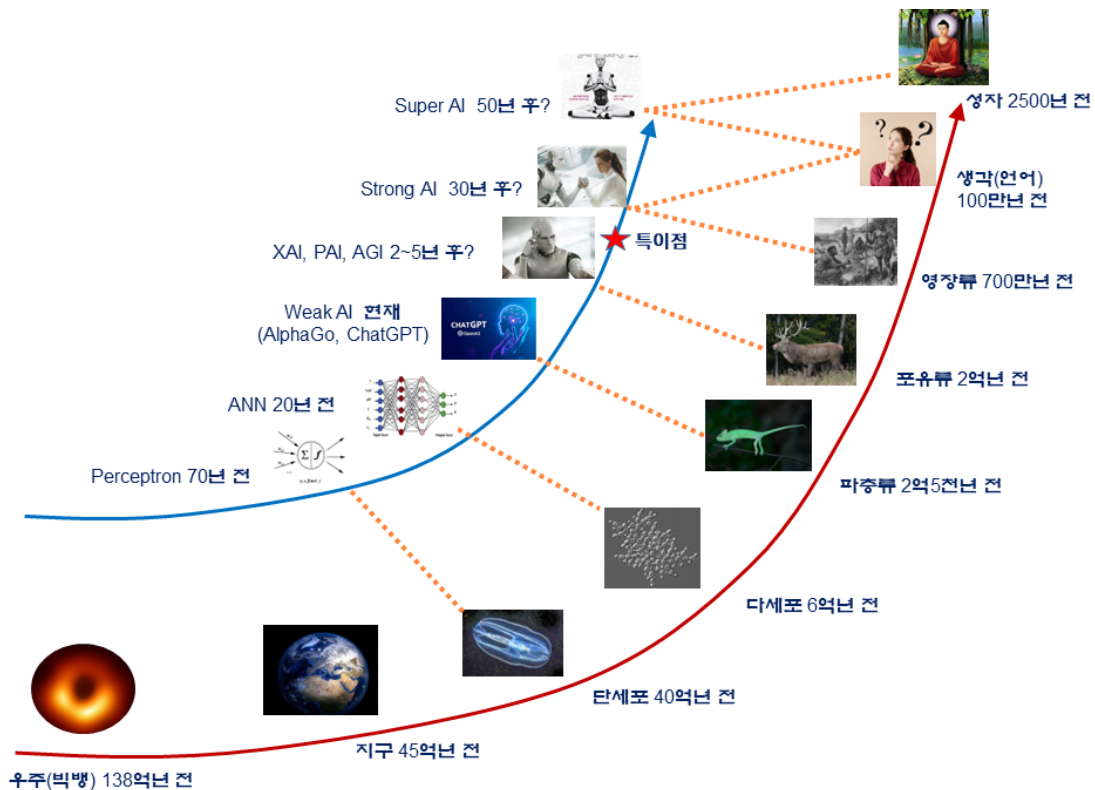 성자 2500년 전
Super AI 50년 후?
? ?
생각(언어)
100만년 전
Strong AI 30년 후?
특이점
XAI, PAI, AGI 2~5년 후?
영장류 700만년 전
Weak AI 현재
(AlphaGo, ChatGPT)
CHATGPT
@OpenAI
포유류 2억년 전
ANN 20년 전
Σ f
Perceptron 70년 전
파충류 2억5천년 전
다세포 6억년 전
단세포 40억년 전
지구 45억년 전
우주(빅뱅) 138억년 전